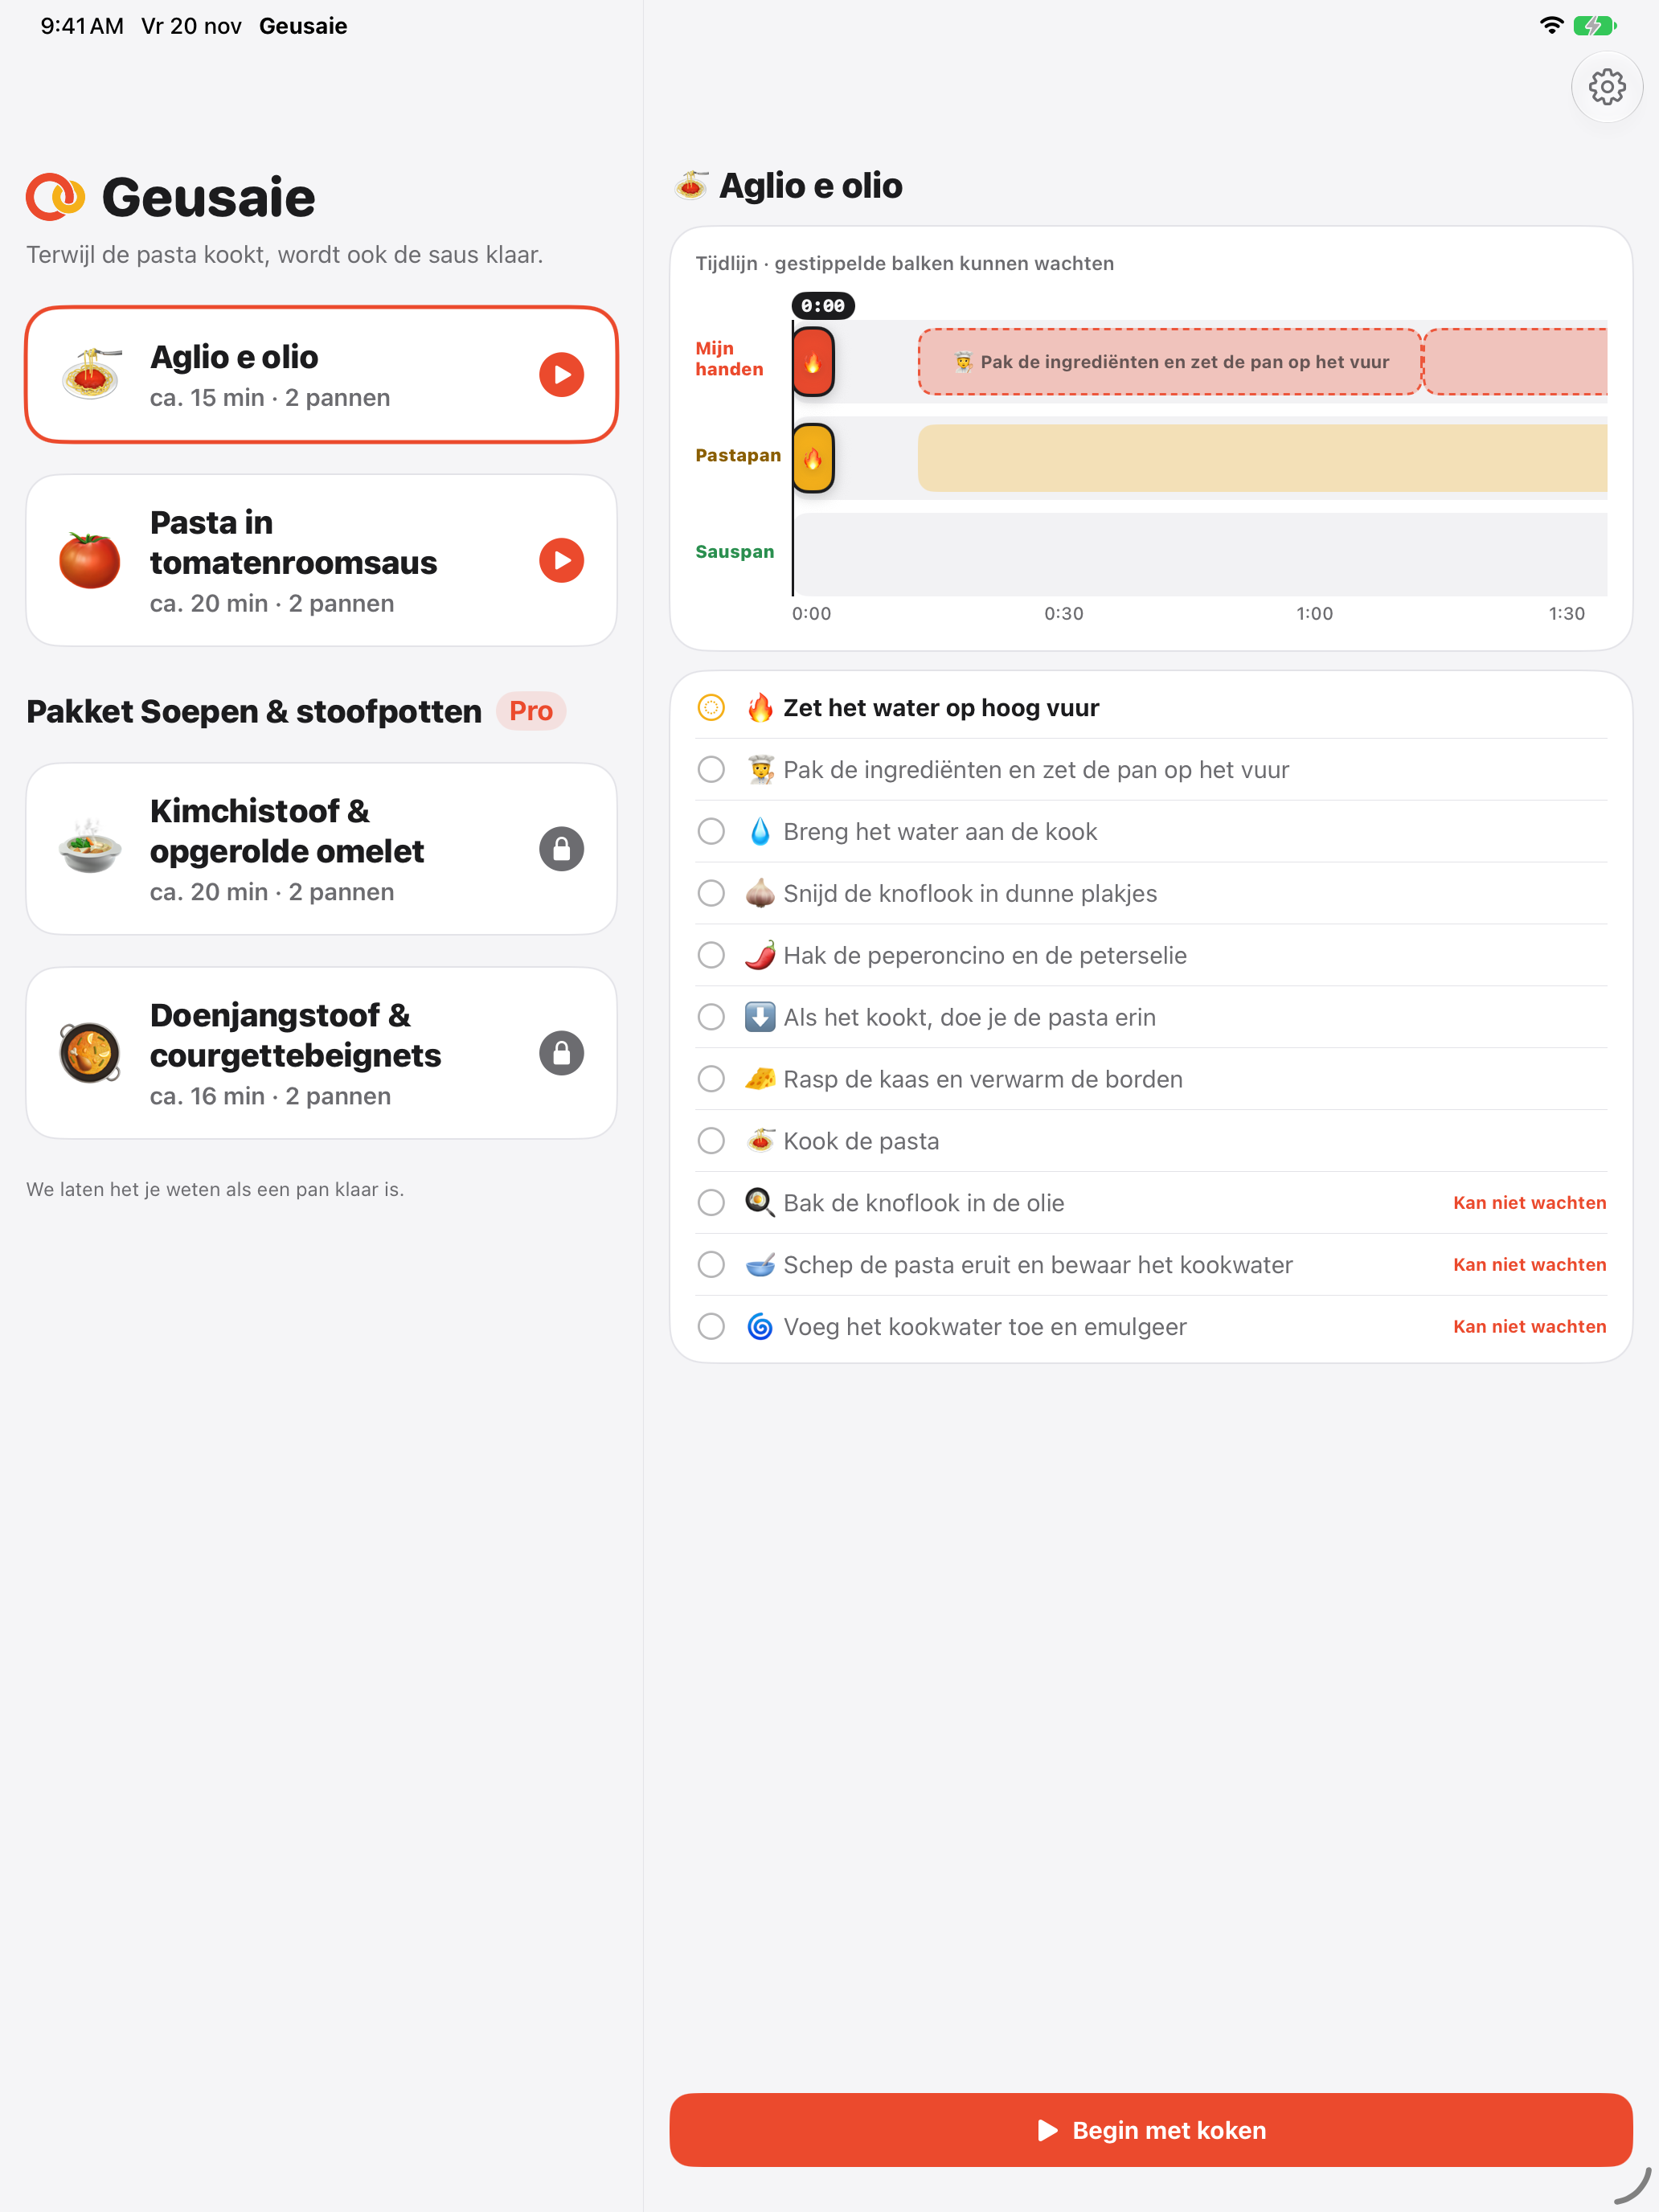 9:41 AM Vr 20 nov Geusaie
Geusaie
Terwijl de pasta kookt, wordt ook de saus klaar.
Aglio e olio
ca. 15 min · 2 pannen
Pasta in
tomatenroomsaus
ca. 20 min · 2 pannen
Pakket Soepen & stoofpotten Pro
Kimchistoof &
opgerolde omelet
ca. 20 min · 2 pannen
Doenjangstoof &
courgettebeignets
ca. 16 min · 2 pannen
We laten het je weten als een pan klaar is.
Aglio e olio
Tijdlijn · gestippelde balken kunnen wachten
0:00
Mijn
handen
Pak de ingrediënten en zet de pan op het vuur
Pastapan
Sauspan
0:00 0:30 1:00 1:30
Zet het water op hoog vuur
Pak de ingrediënten en zet de pan op het vuur
Breng het water aan de kook
Snijd de knoflook in dunne plakjes
Hak de peperoncino en de peterselie
Als het kookt, doe je de pasta erin
Rasp de kaas en verwarm de borden
Kook de pasta
Bak de knoflook in de olie Kan niet wachten
Schep de pasta eruit en bewaar het kookwater Kan niet wachten
Voeg het kookwater toe en emulgeer Kan niet wachten
Begin met koken